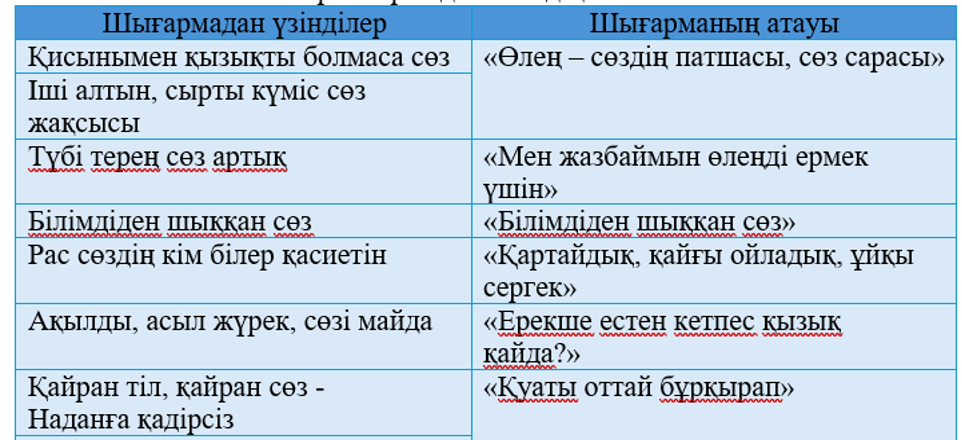 Шығармадан үзінділер
Шығарманың атауы
Қисынымен қызықты болмаса сөз
«Өлең – сөздің патшасы, сөз сарасы»
Іші алтын, сырты күміс сөз
жақсысы
Түбі терең сөз артық
«Мен жазбаймын өлеңді ермек
үшін»
Білімдіден шыққан сөз
«Білімдіден шыққан сөз»
Рас сөздің кім білер қасиетін
«Қартайдық, қайғы ойладық, ұйқы
сергек»
Ақылды, асыл жүрек, сөзі майда
«Ерекше естен кетпес қызық
қайда?»
Қайран тіл, қайран сөз -
Наданға қадірсіз
«Қуаты оттай бұрқырап»